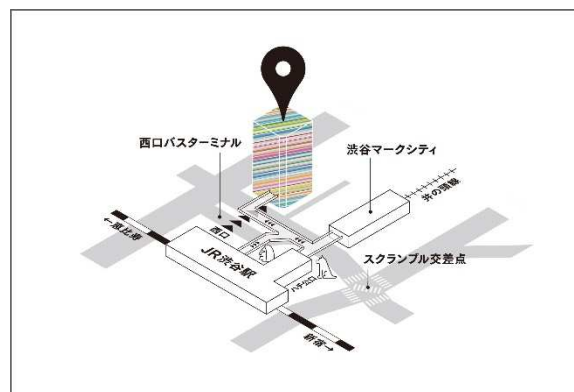 西口バスターミナル
渋谷マークシティ
井の頭線
←恵比寿
西口
JR渋谷駅
ハチ公口
スクランブル交差点
新宿→